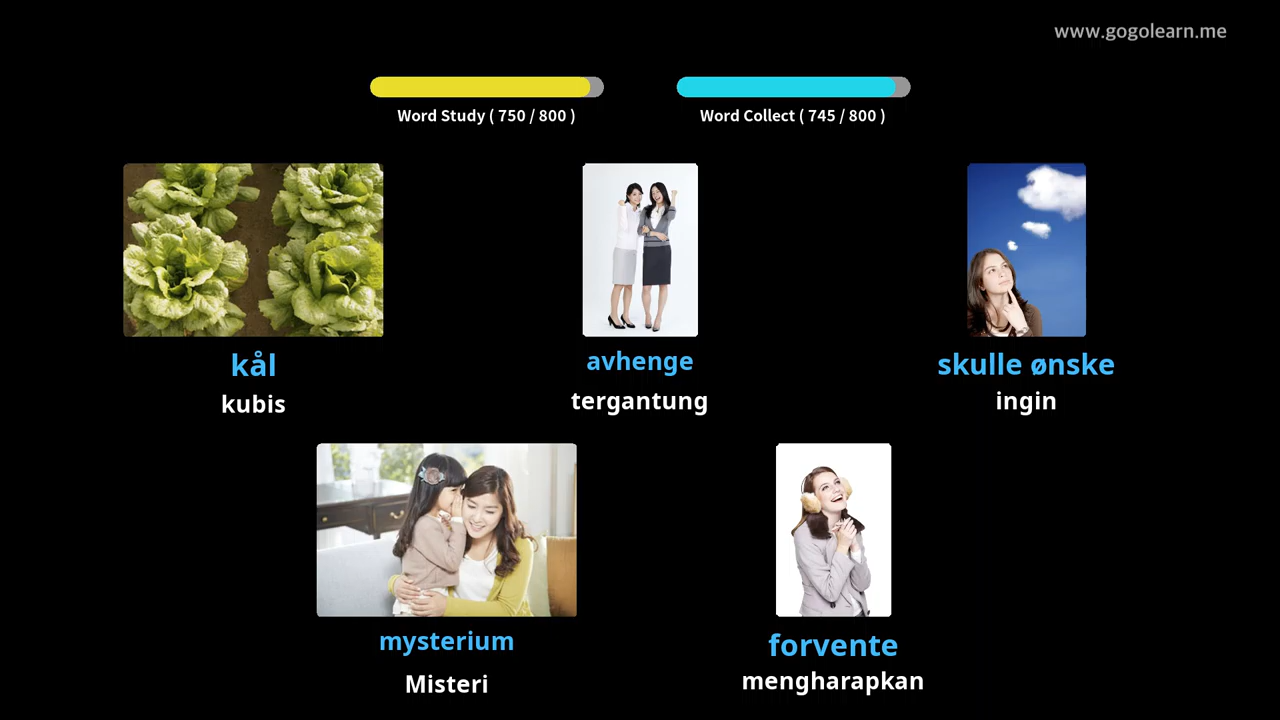 www.gogolearn.me
Word Study ( 750 / 800 )
Word Collect ( 745 / 800 )
kål
kubis
avhenge
tergantung
skulle ønske
ingin
mysterium
Misteri
forvente
mengharapkan